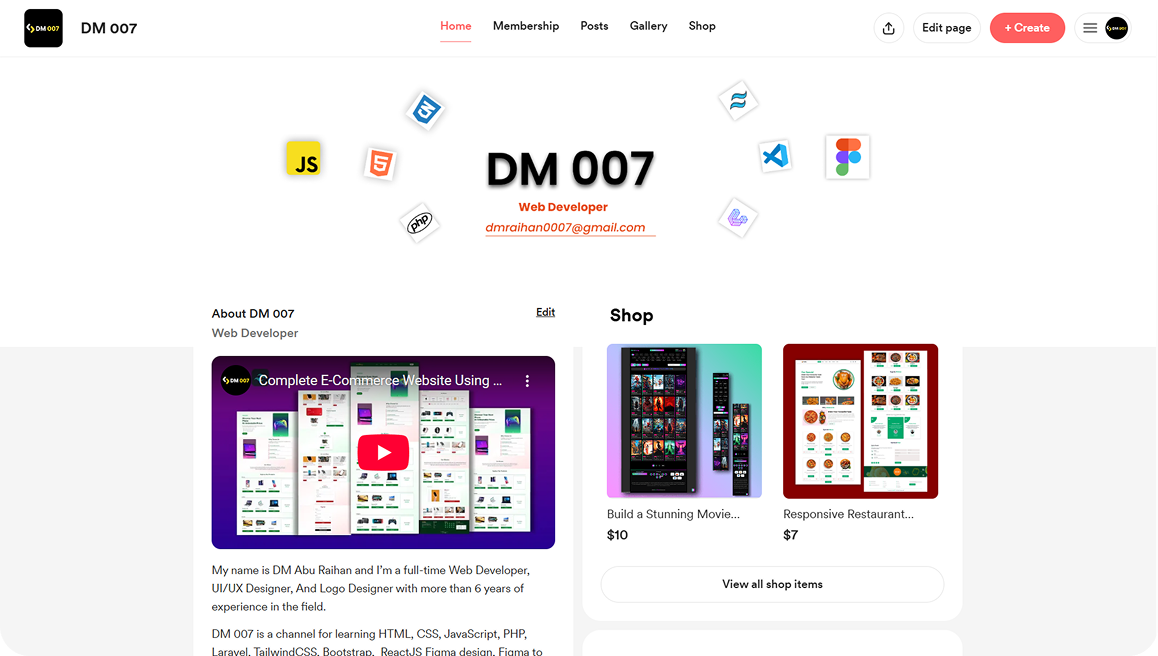 DM 007
DM 007
Home
Membership
Posts
Gallery
Shop
Edit page
+ Create
JS
5
php
DM 007
Web Developer
dmraihan0007@gmail.com
About DM 007
Edit
Web Developer
DM 007
Complete E-Commerce Website Using ...
My name is DM Abu Raihan and I'm a full-time Web Developer,
UI/UX Designer, And Logo Designer with more than 6 years of
experience in the field.
DM 007 is a channel for learning HTML, CSS, JavaScript, PHP,
Laravel, TailwindCSS, Bootstrap, ReactJS Figma design, Figma to
Shop
Build a Stunning Movie...
$10
Responsive Restaurant...
$7
View all shop items